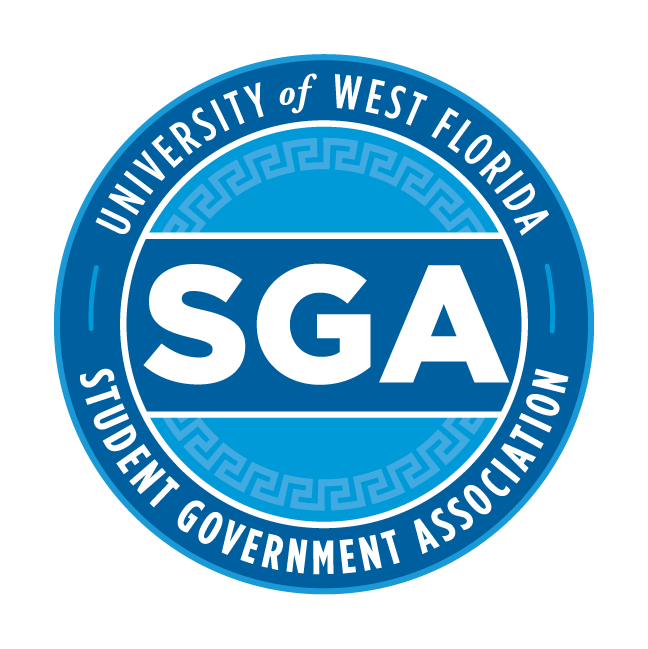 UNIVERSITY of WEST FLORIDA
SGA
STUDENT GOVERNMENT ASSOCIATION